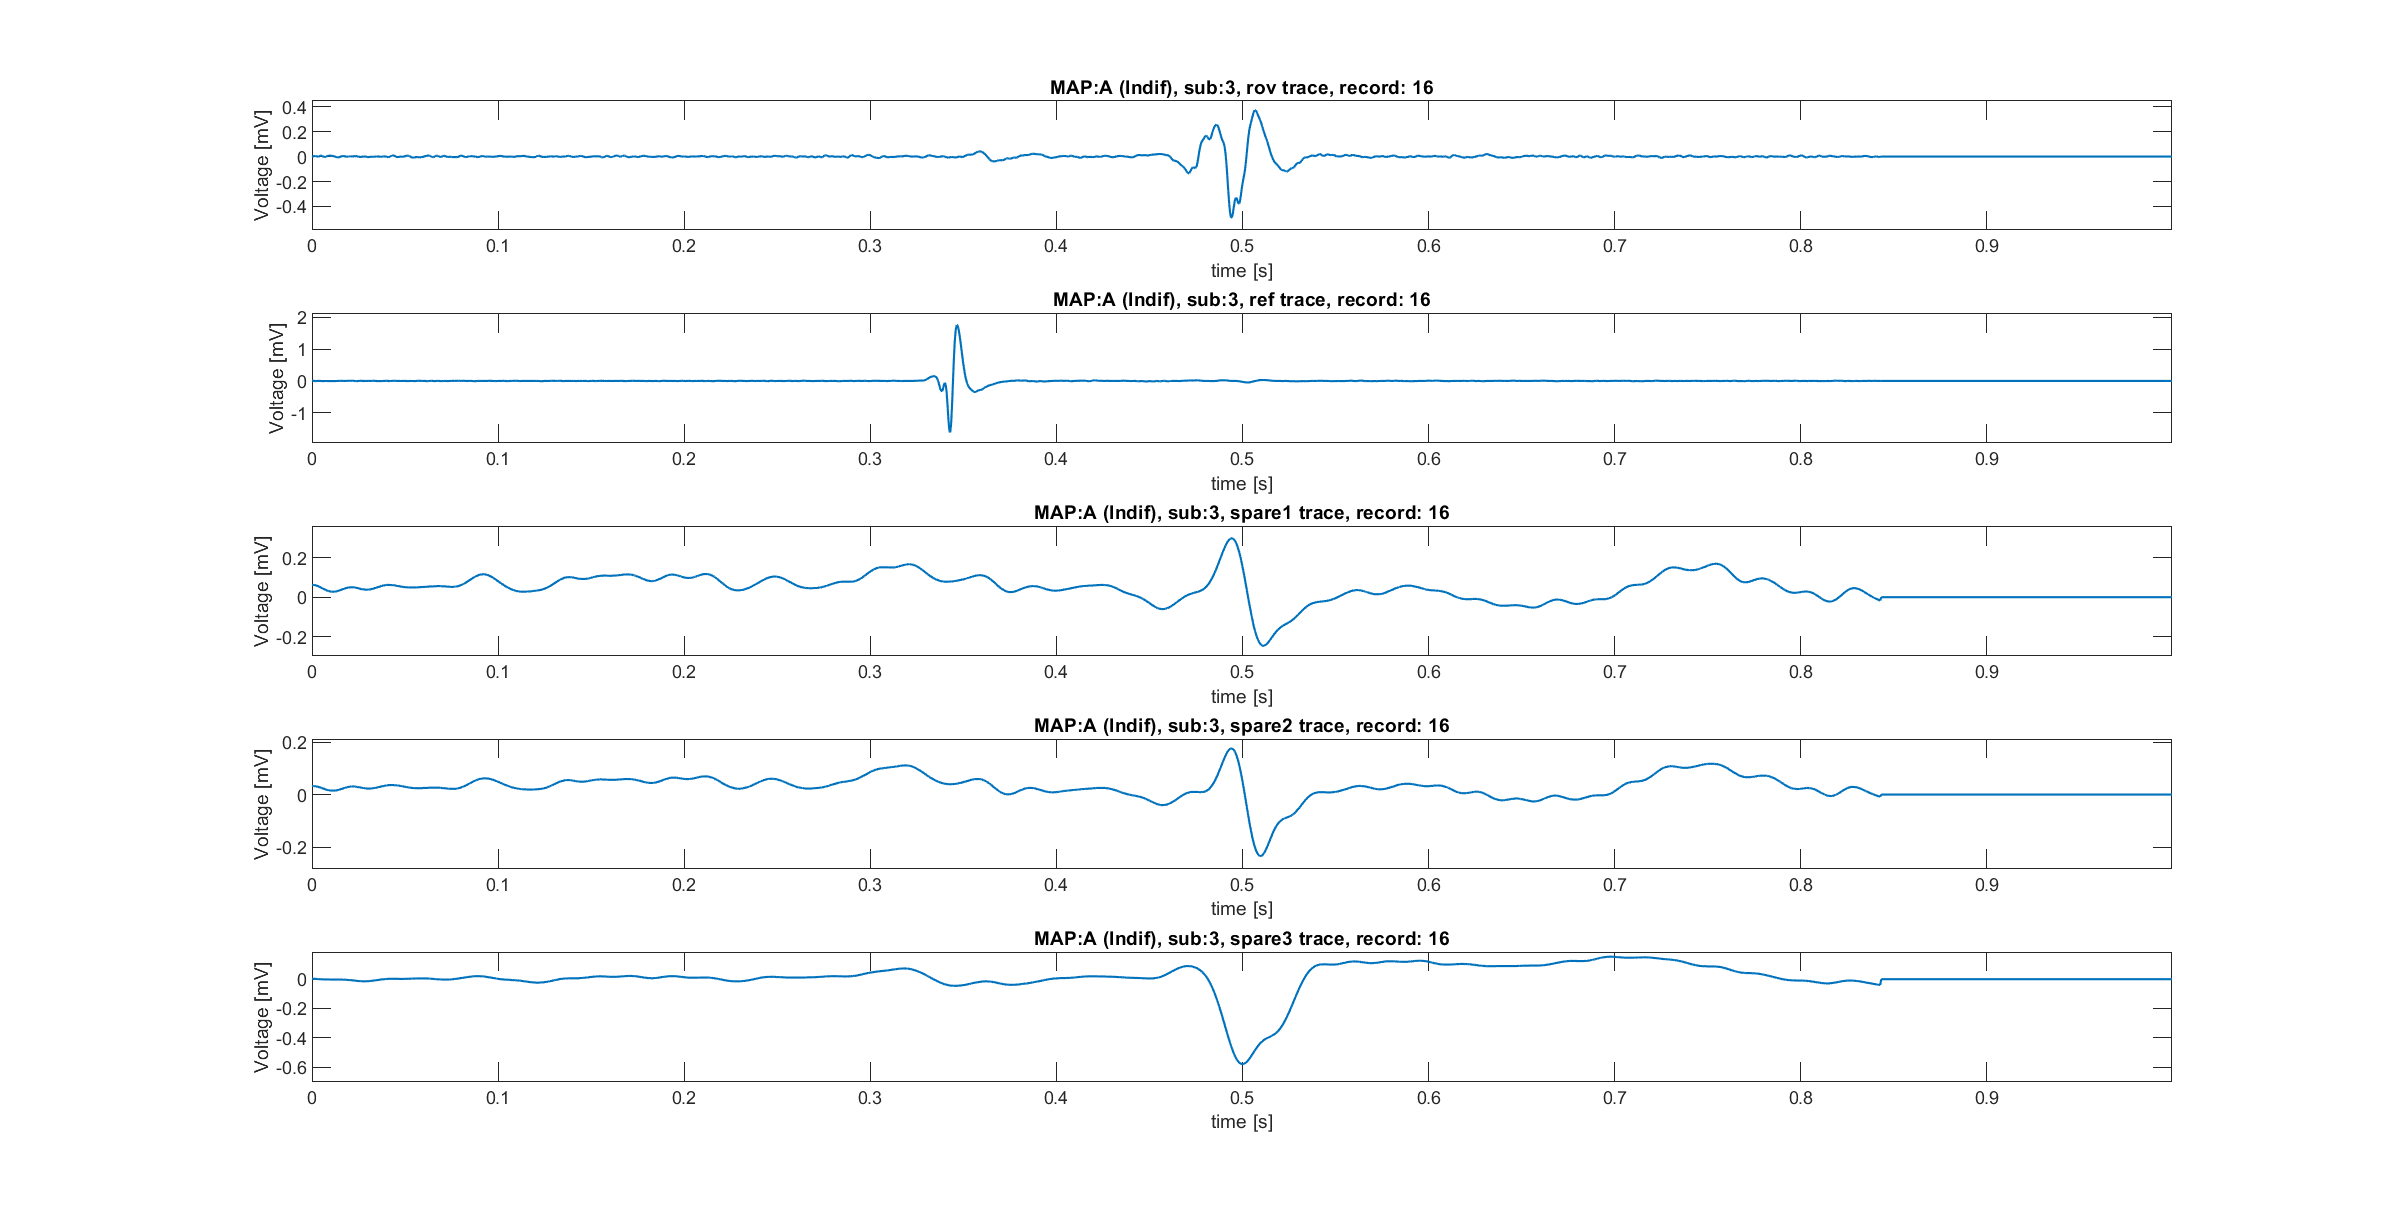 MAP:A (Indif), sub:3, rov trace, record: 16
Voltage [mV]
0.4
0.2
0
-0.2
-0.4
0 0.1 0.2 0.3 0.4 0.5 0.6 0.7 0.8 0.9
time [s]
MAP:A (Indif), sub:3, ref trace, record: 16
Voltage [mV]
2
1
0
-1
0 0.1 0.2 0.3 0.4 0.5 0.6 0.7 0.8 0.9
time [s]
MAP:A (Indif), sub:3, spare1 trace, record: 16
Voltage [mV]
0.2
0
-0.2
0 0.1 0.2 0.3 0.4 0.5 0.6 0.7 0.8 0.9
time [s]
MAP:A (Indif), sub:3, spare2 trace, record: 16
Voltage [mV]
0.2
0
-0.2
0 0.1 0.2 0.3 0.4 0.5 0.6 0.7 0.8 0.9
time [s]
MAP:A (Indif), sub:3, spare3 trace, record: 16
Voltage [mV]
0
-0.2
-0.4
-0.6
0 0.1 0.2 0.3 0.4 0.5 0.6 0.7 0.8 0.9
time [s]